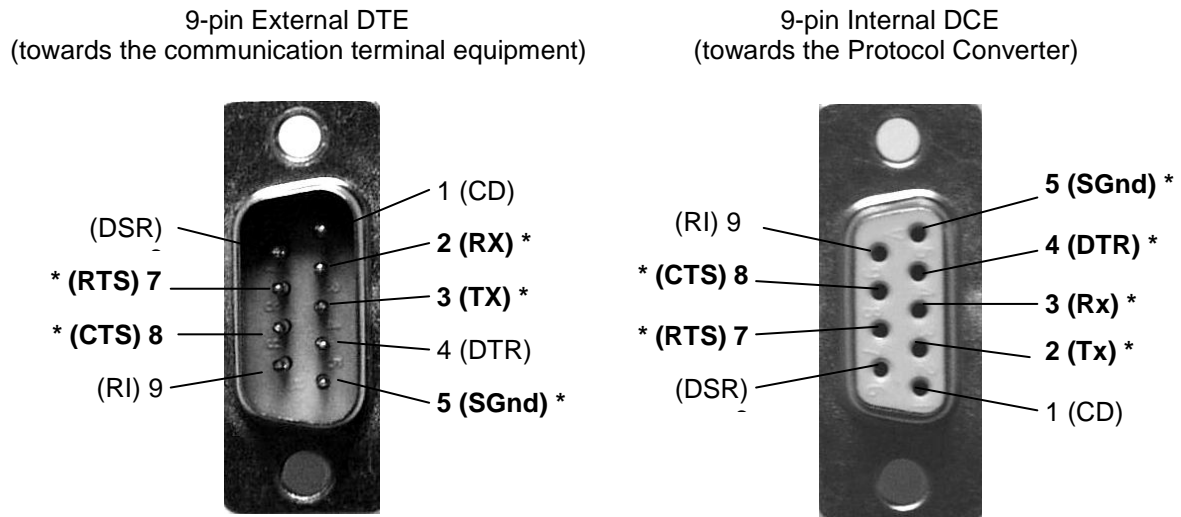 9-pin External DTE
(towards the communication terminal equipment)
1 (CD)
(DSR)
2 (RX) *
* (RTS) 7
3 (TX) *
* (CTS) 8
4 (DTR)
(RI) 9
5 (SGnd) *
9-pin Internal DCE
(towards the Protocol Converter)
5 (SGnd) *
(RI) 9
4 (DTR) *
* (CTS) 8
3 (Rx) *
* (RTS) 7
2 (Tx) *
(DSR)
1 (CD)